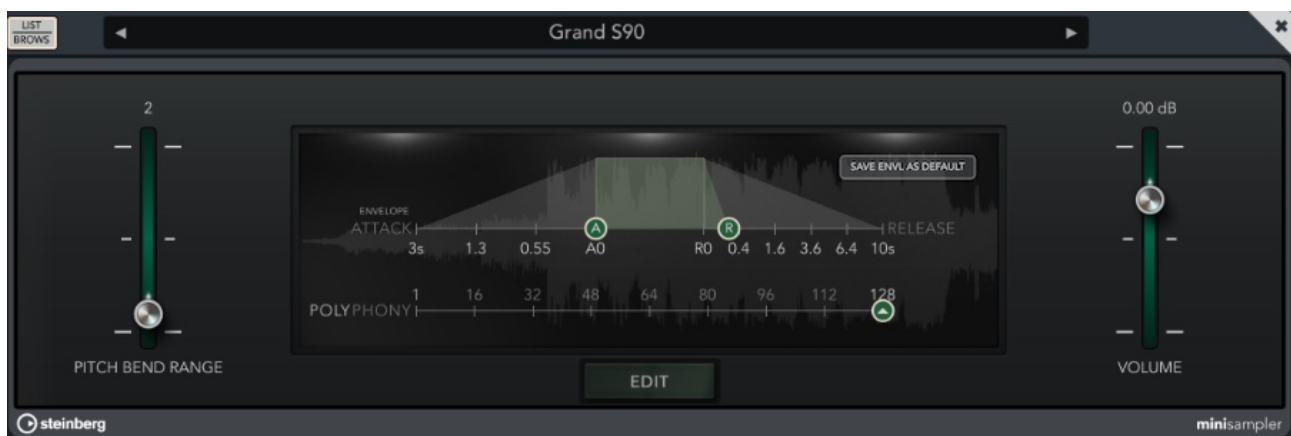 LIST
BROWS
Grand S90
2
0.00 dB
SAVE ENVL AS DEFAULT
ENVELOPE
ATTACK
A
R
RELEASE
3s 1.3 0.55 A0 R0 0.4 1.6 3.6 6.4 10s
1 16 32 48 64 80 96 112 128
POLYPHONY
PITCH BEND RANGE
VOLUME
EDIT
steinberg
minisampler